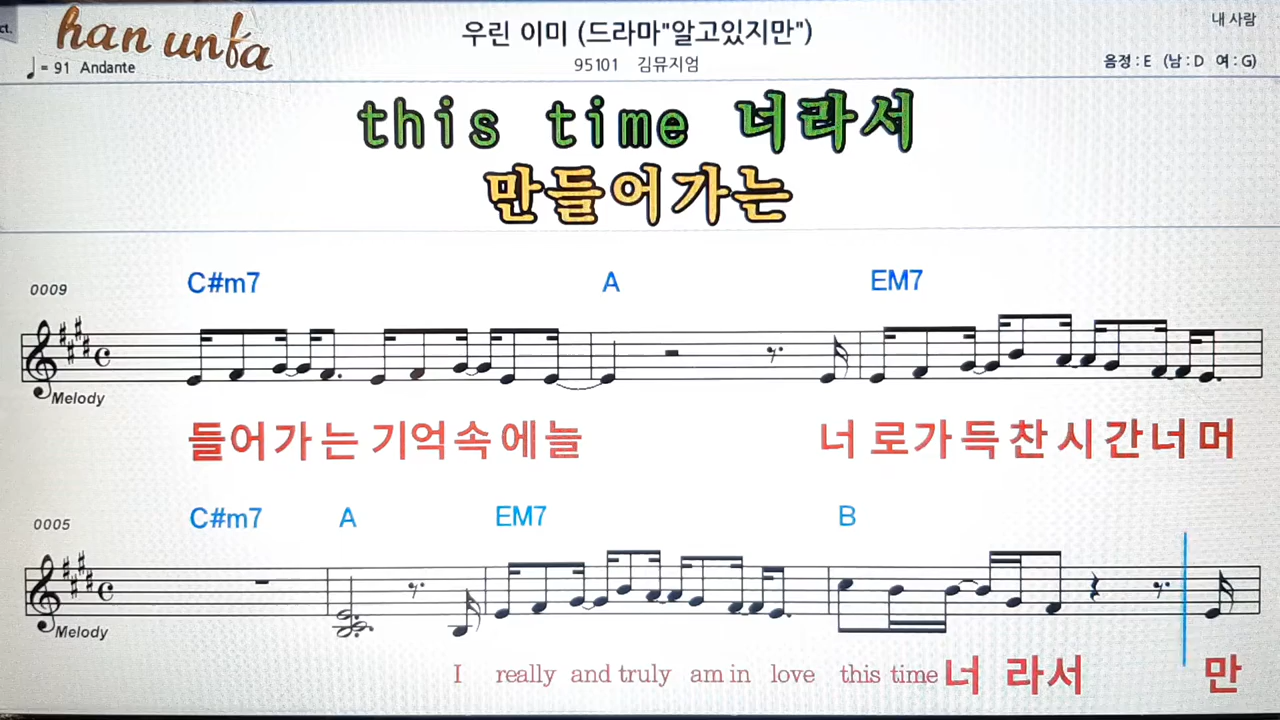 ct.
han unfa
♩= 91 Andante
우린 이미 (드라마"알고있지만")
95101 김뮤지엄
내 사람
음정 : E (남 : D 여 : G)
this time 너라서
만들어가는
0009
C#m7 A EM7
Melody
들어가 는 기억속 에 늘 너 로가 득 찬 시 간 너 머
0005
C#m7 A EM7 B
Melody
I really and truly am in love this time 너 라서 만